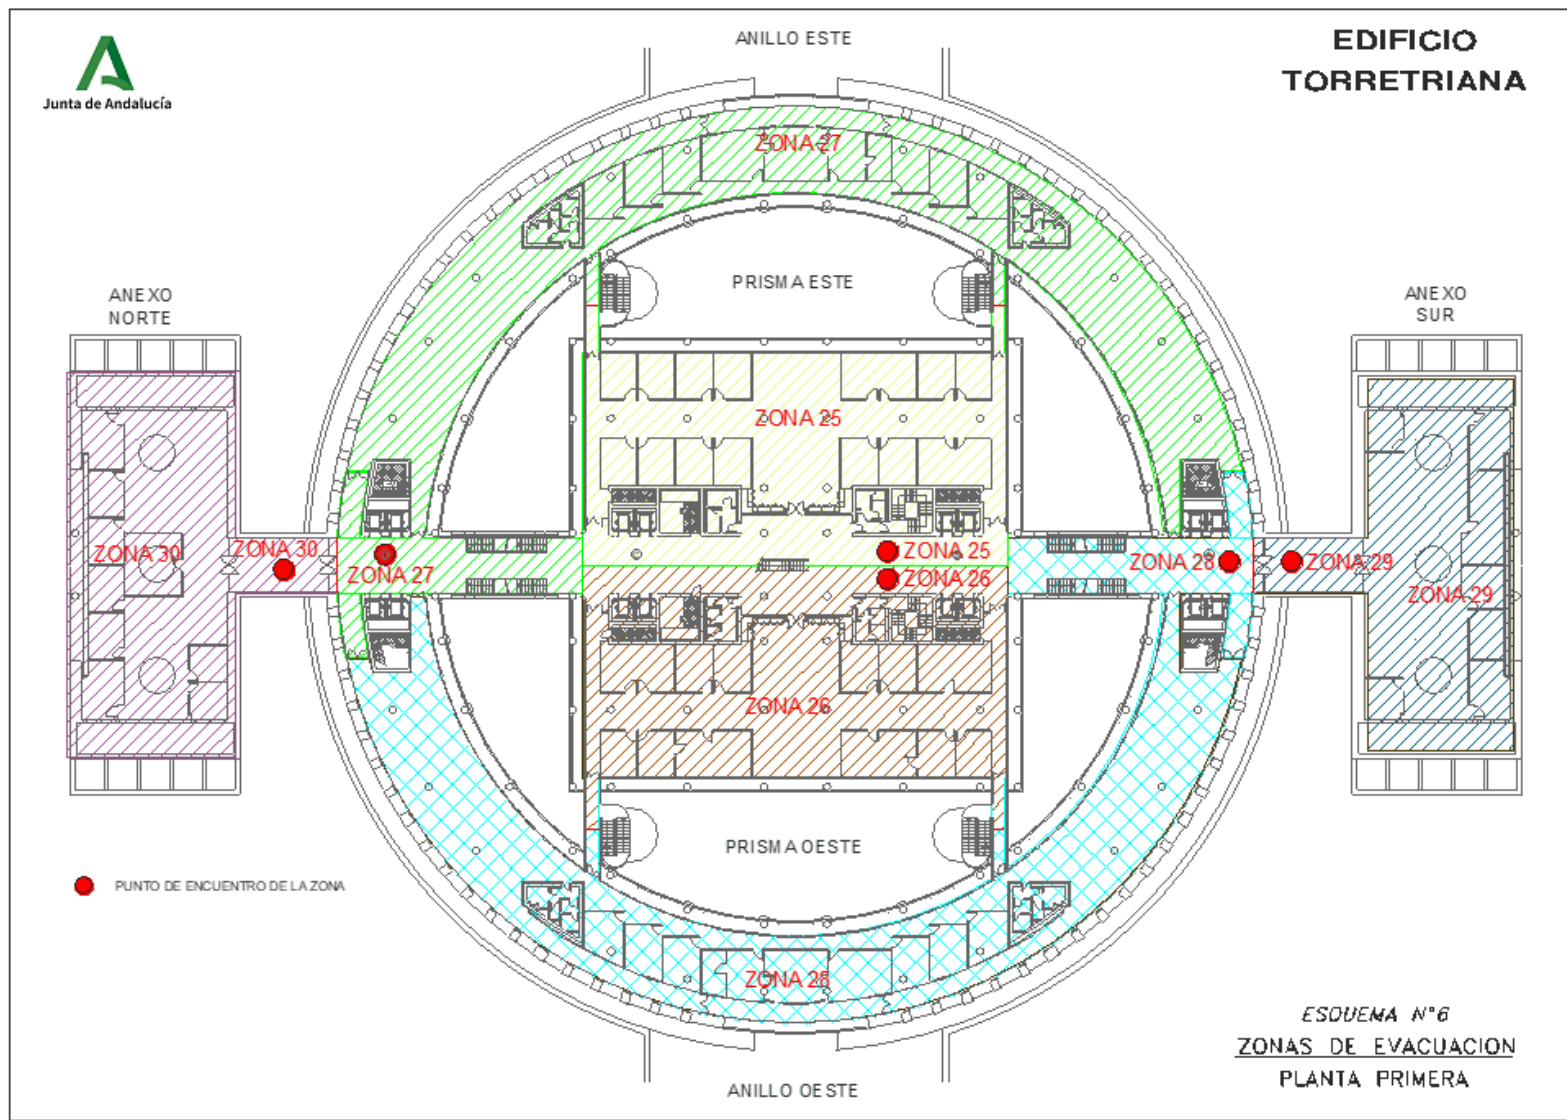 ANILLO ESTE
EDIFICIO
TORRETRIANA
Junta de Andalucía
ZONA 27
PRISMA ESTE
ANEXO
NORTE
ANEXO
SUR
ZONA 25
ZONA 30
ZONA 30
ZONA 27
ZONA 25
ZONA 26
ZONA 28
ZONA 29
ZONA 29
ZONA 26
PRISMA OESTE
PUNTO DE ENCUENTRO DE LA ZONA
ZONA 28
ESQUEMA N°6
ZONAS DE EVACUACION
PLANTA PRIMERA
ANILLO OESTE